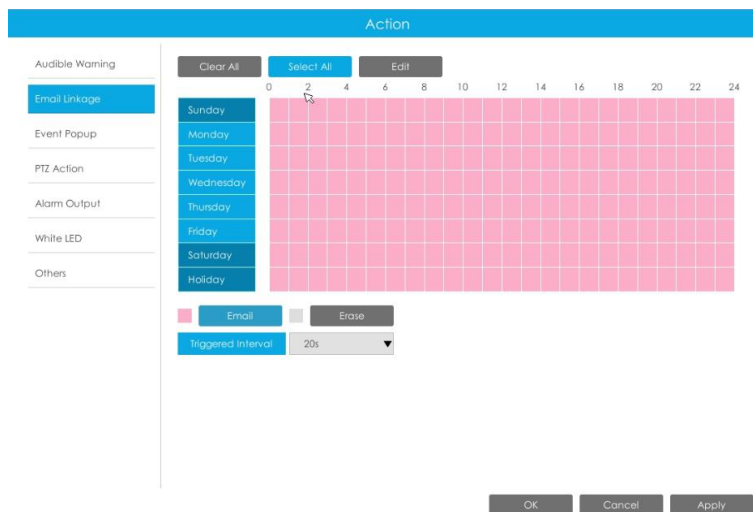 Action
Audible Warning
Email Linkage
Event Popup
PTZ Action
Alarm Output
White LED
Others
Clear All Select All Edit
0 2 4 6 8 10 12 14 16 18 20 22 24
Sunday
Monday
Tuesday
Wednesday
Thursday
Friday
Saturday
Holiday
Email Erase
Triggered Interval 20s
OK Cancel Apply